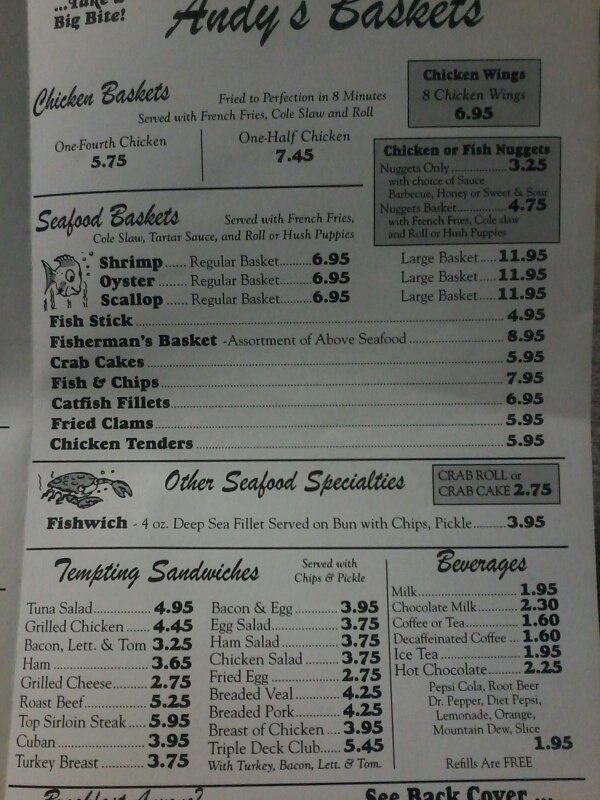 ...Take a
Big Bite!
Andy's Baskets
Chicken Baskets
Fried to Perfection in 8 Minutes
Served with French Fries, Cole Slaw and Roll
One-Fourth Chicken
5.75
One-Half Chicken
7.45
Chicken Wings
8 Chicken Wings
6.95
Chicken or Fish Nuggets
Nuggets Only..............3.25
with choice of Sauce
Barbecue, Honey or Sweet & Sour
Nuggets Basket............4.75
with French Fries, Cole slaw
and Roll or Hush Puppies
Seafood Baskets
Served with French Fries,
Cole Slaw, Tartar Sauce, and Roll or Hush Puppies
Shrimp...... Regular Basket........6.95 Large Basket....11.95
Oyster ...... Regular Basket........6.95 Large Basket....11.95
Scallop ..... Regular Basket........6.95 Large Basket....11.95
Fish Stick..............................4.95
Fisherman's Basket -Assortment of Above Seafood..............................8.95
Crab Cakes..............................5.95
Fish & Chips..............................7.95
Catfish Fillets..............................6.95
Fried Clams..............................5.95
Chicken Tenders..............................5.95
Other Seafood Specialties
CRAB ROLL or
CRAB CAKE 2.75
Fishwich - 4 oz. Deep Sea Fillet Served on Bun with Chips, Pickle.........3.95
Tempting Sandwiches
Served with
Chips & Pickle
Tuna Salad............4.95
Grilled Chicken .....4.45
Bacon, Lett. & Tom 3.25
Ham....................3.65
Grilled Cheese.........2.75
Roast Beef..............5.25
Top Sirloin Steak....5.95
Cuban ..................3.95
Turkey Breast.........3.75
Bacon & Egg..........3.95
Egg Salad..............3.75
Ham Salad.............3.75
Chicken Salad.........3.75
Fried Egg ..............2.75
Breaded Veal..........4.25
Breaded Pork..........4.25
Breast of Chicken....3.95
Triple Deck Club.....5.45
With Turkey, Bacon, Lett. & Tom.
Beverages
Milk.....................1.95
Chocolate Milk.........2.30
Coffee or Tea...........1.60
Decaffeinated Coffee ...1.60
Ice Tea..................1.95
Hot Chocolate..........2.25
Pepsi Cola, Root Beer
Dr. Pepper, Diet Pepsi,
Lemonade, Orange,
Mountain Dew, Slice
1.95
Refills Are FREE
Breakfast Anyone?
See Back Cover ...